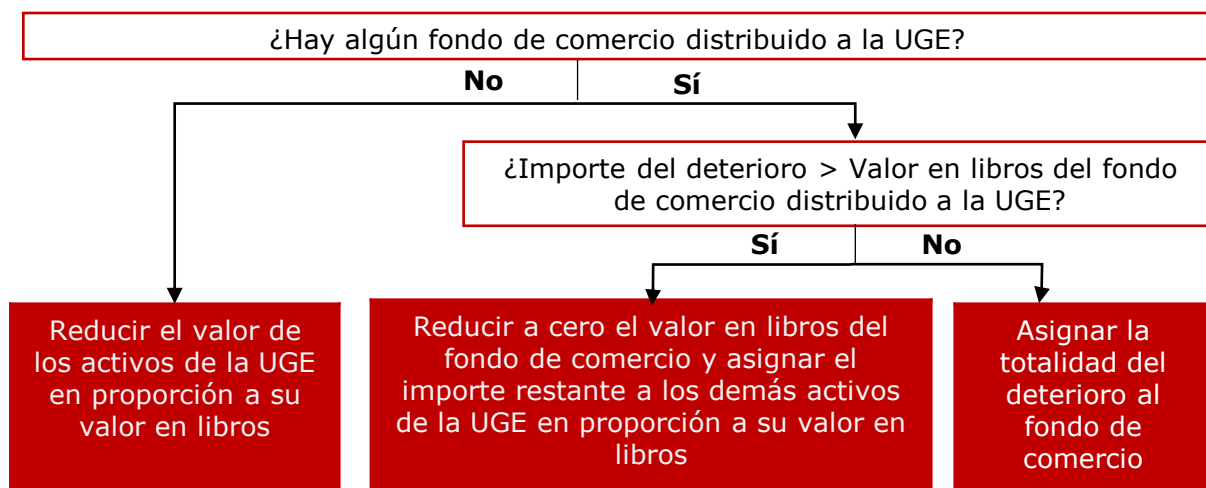 ¿Hay algún fondo de comercio distribuido a la UGE?
No
Sí
¿Importe del deterioro > Valor en libros del fondo
de comercio distribuido a la UGE?
Sí
No
Reducir el valor de
los activos de la UGE
en proporción a su
valor en libros
Reducir a cero el valor en libros del
fondo de comercio y asignar el
importe restante a los demás activos
de la UGE en proporción a su valor en
libros
Asignar la
totalidad del
deterioro al
fondo de
comercio